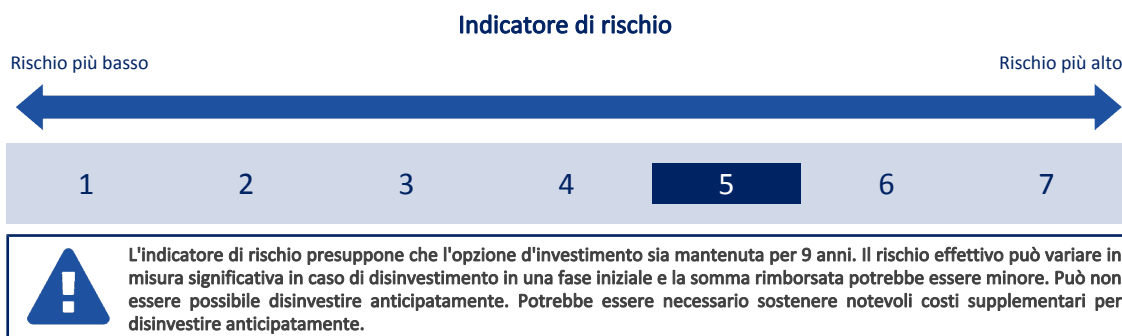 Indicatore di rischio
Rischio più basso
Rischio più alto
1 2 3 4 5 6 7
L'indicatore di rischio presuppone che l'opzione d'investimento sia mantenuta per 9 anni. Il rischio effettivo può variare in
misura significativa in caso di disinvestimento in una fase iniziale e la somma rimborsata potrebbe essere minore. Può non
essere possibile disinvestire anticipatamente. Potrebbe essere necessario sostenere notevoli costi supplementari per
disinvestire anticipatamente.